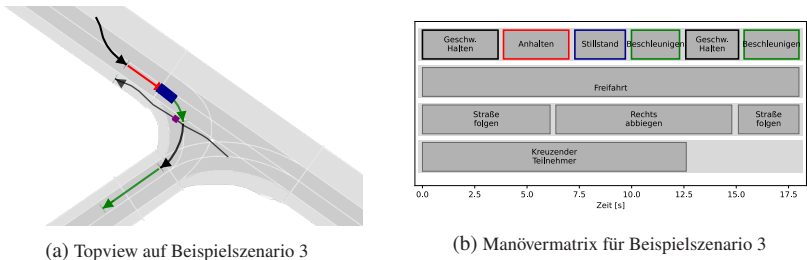 Geschw.
Halten
Anhalten
Stillstand
Beschleunigen
Geschw.
Halten
Beschleunigen
Freifahrt
Straße
folgen
Rechts
abbiegen
Straße
folgen
Kreuzender
Teilnehmer
0.0 2.5 5.0 7.5 10.0 12.5 15.0 17.5
Zeit [s]
(a) Topview auf Beispielszenario 3
(b) Manövermatrix für Beispielszenario 3